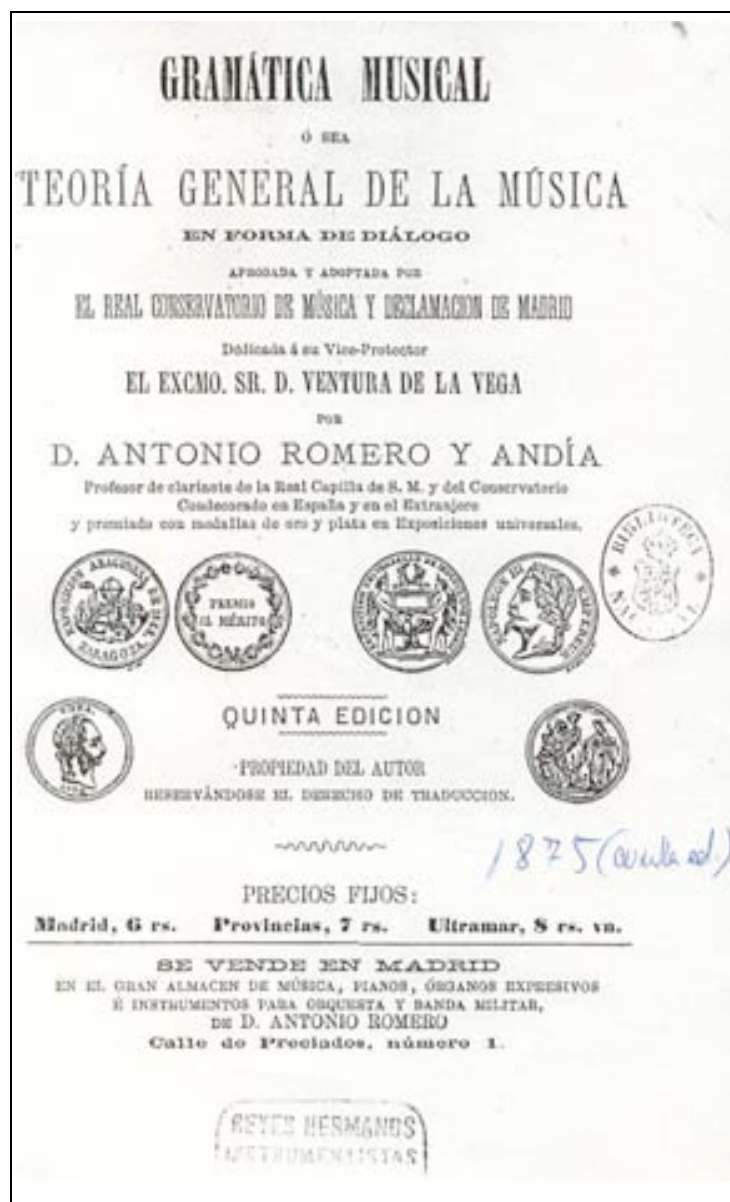 GRAMÁTICA MUSICAL
Ó SEA
TEORÍA GENERAL DE LA MÚSICA
EN FORMA DE DIÁLOGO
APROBADA Y ADOPTADA POR
EL REAL CONSERVATORIO DE MÚSICA Y DECLAMACION DE MADRID
Dedicada á su Vice-Protector
EL EXCMO. SR. D. VENTURA DE LA VEGA
POR
D. ANTONIO ROMERO Y ANDÍA
Profesor de clarinete de la Real Capilla de S. M. y del Conservatorio
Condecorado en España y en el Extranjero
y premiado con medallas de oro y plata en Exposiciones universales.
ZARAGOZA
PREMIO
AL MÉRITO
NAPOLEON III EMPEREUR
BIBLIOTECA
NACIONAL
QUINTA EDICION
PROPIEDAD DEL AUTOR
RESERVÁNDOSE EL DERECHO DE TRADUCCION.
1875 ed.)
PRECIOS FIJOS:
Madrid, 6 rs. Provincias, 7 rs. Ultramar, 8 rs. vn.
SE VENDE EN MADRID
EN EL GRAN ALMACEN DE MÚSICA, PIANOS, ÓRGANOS EXPRESIVOS
É INSTRUMENTOS PARA ORQUESTA Y BANDA MILITAR,
DE D. ANTONIO ROMERO
Calle de Preciados, número 1.
REYES HERMANOS
INSTRUMENTISTAS